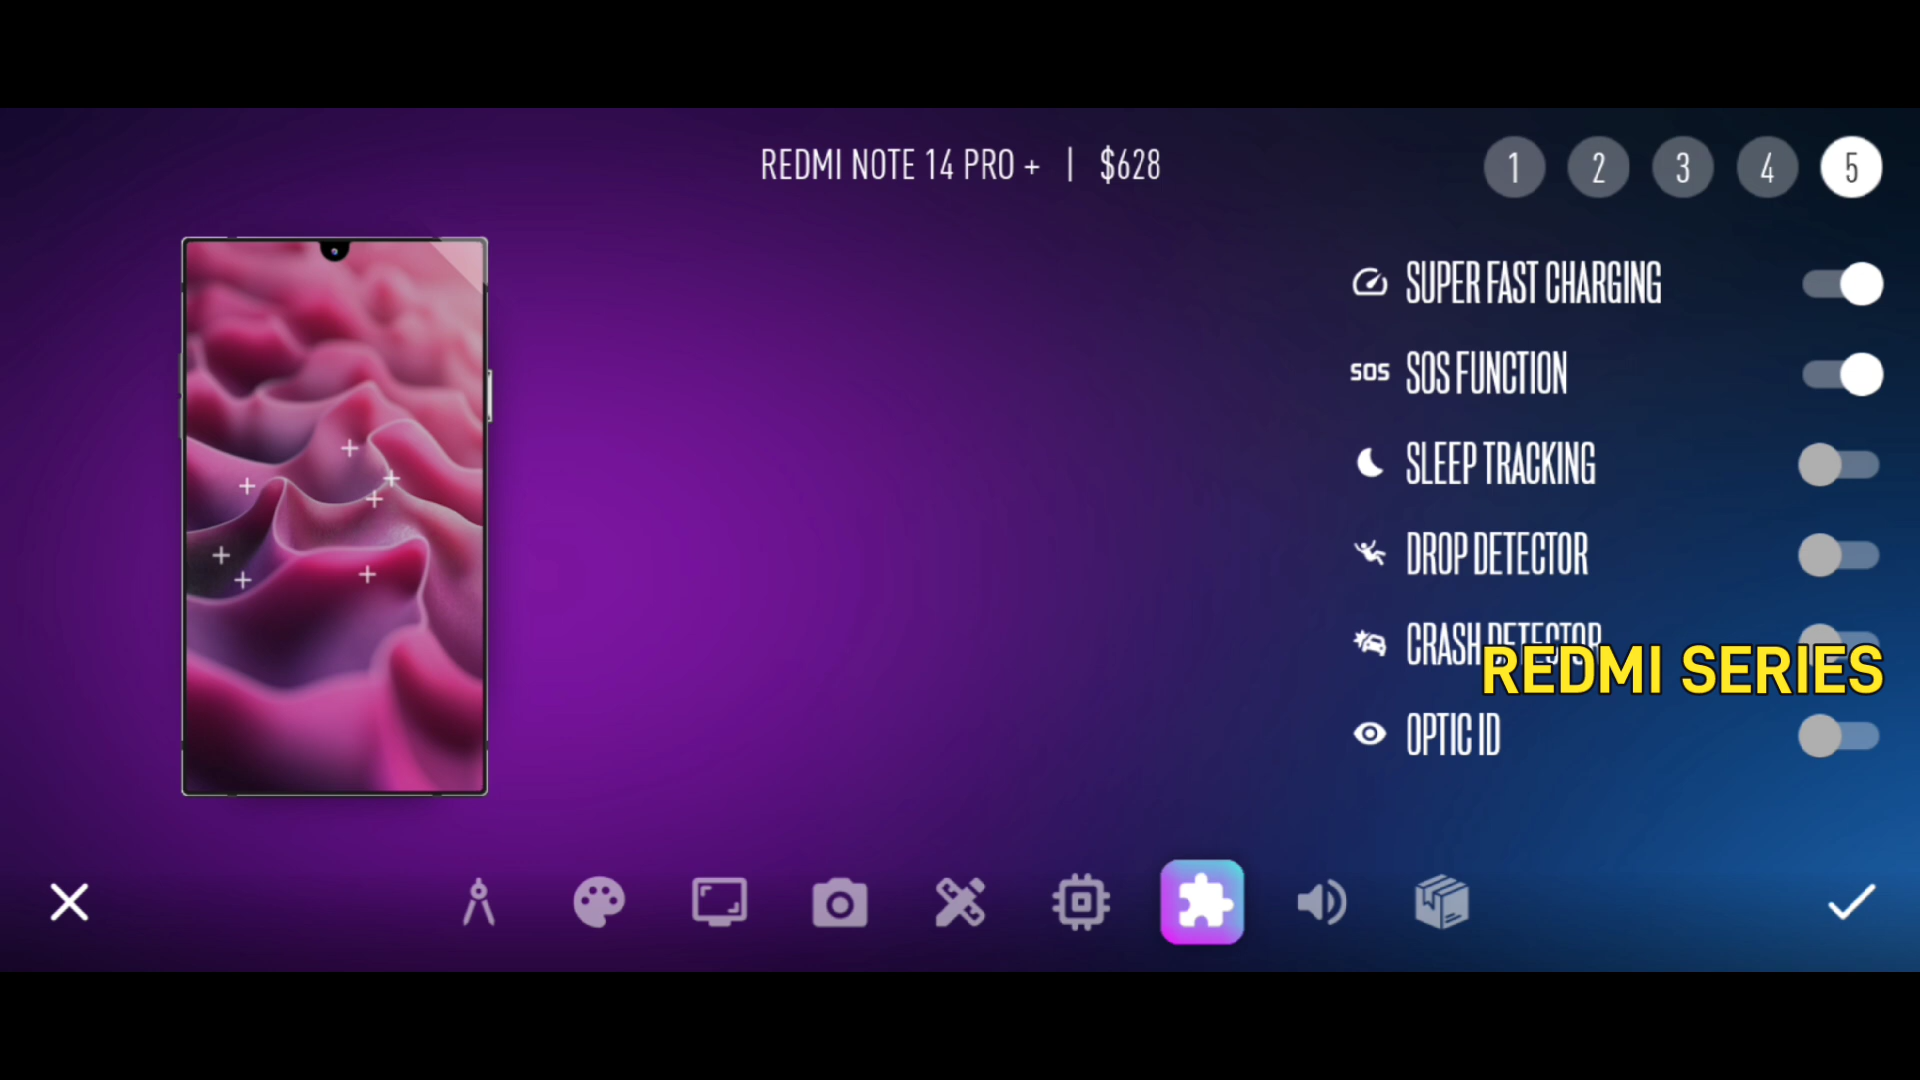 REDMI NOTE 14 PRO + | $628
1 2 3 4 5
SUPER FAST CHARGING
SOS SOS FUNCTION
SLEEP TRACKING
DROP DETECTOR
CRASH DETECTOR
REDMI SERIES
OPTIC ID